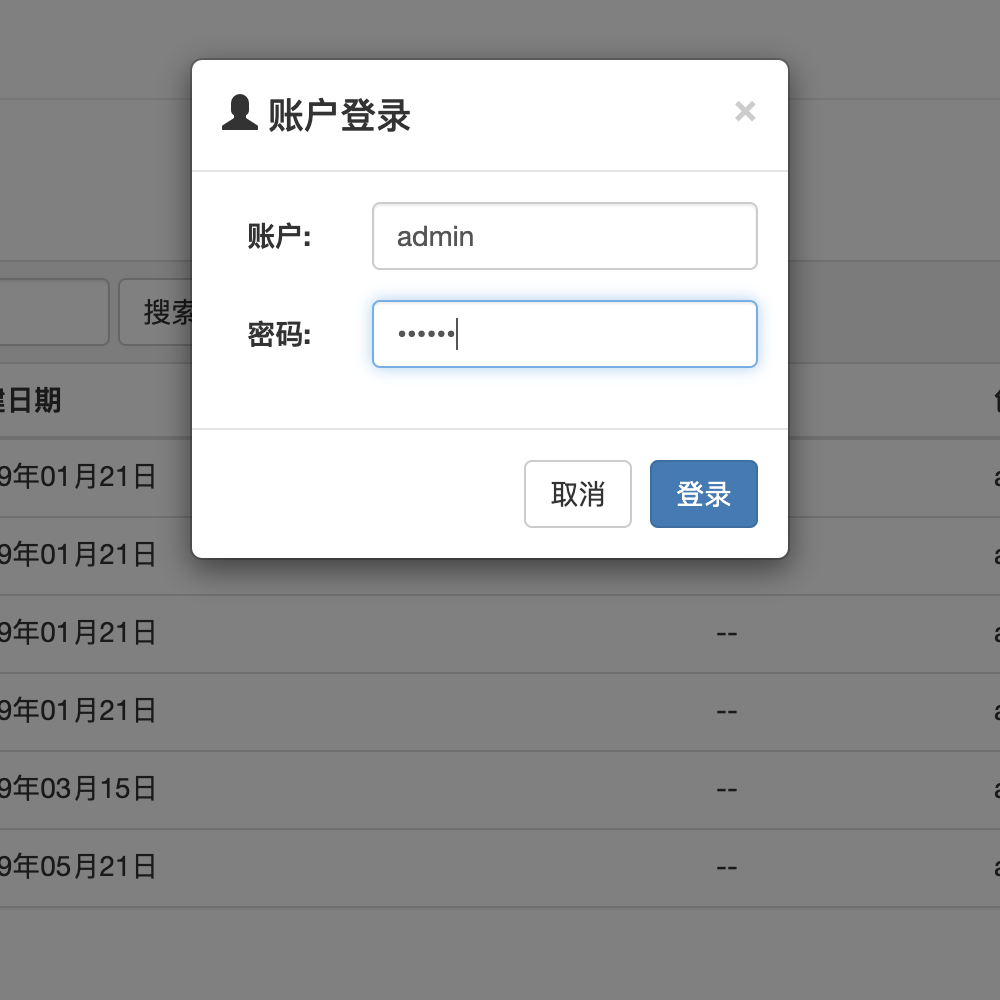 账户登录
×
账户:
admin
密码:
••••••
搜索
建日期
取消
登录
9年01月21日
9年01月21日
9年01月21日
--
9年01月21日
--
9年03月15日
--
9年05月21日
--